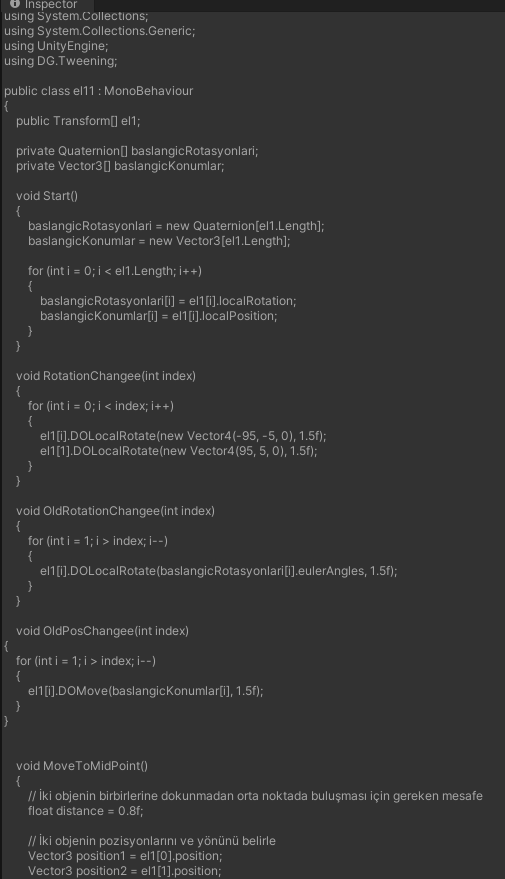 Inspector
using System.Collections;
using System.Collections.Generic;
using UnityEngine;
using DG.Tweening;
public class el11 : MonoBehaviour
{
public Transform[] el1;
private Quaternion[] baslangicRotasyonlari;
private Vector3[] baslangicKonumlar;
void Start()
{
baslangicRotasyonlari = new Quaternion[el1.Length];
baslangicKonumlar = new Vector3[el1.Length];
for (int i = 0; i < el1.Length; i++)
{
baslangicRotasyonlari[i] = el1[i].localRotation;
baslangicKonumlar[i] = el1[i].localPosition;
}
}
void RotationChangee(int index)
{
for (int i = 0; i < index; i++)
{
el1[i].DOLocalRotate(new Vector4(-95, -5, 0), 1.5f);
el1[1].DOLocalRotate(new Vector4(95, 5, 0), 1.5f);
}
}
void OldRotationChangee(int index)
{
for (int i = 1; i > index; i--)
{
el1[i].DOLocalRotate(baslangicRotasyonlari[i].eulerAngles, 1.5f);
}
}
void OldPosChangee(int index)
{
for (int i = 1; i > index; i--)
{
el1[i].DOMove(baslangicKonumlar[i], 1.5f);
}
}
void MoveToMidPoint()
{
// İki objenin birbirlerine dokunmadan orta noktada buluşması için gereken mesafe
float distance = 0.8f;
// İki objenin pozisyonlarını ve yönünü belirle
Vector3 position1 = el1[0].position;
Vector3 position2 = el1[1].position;